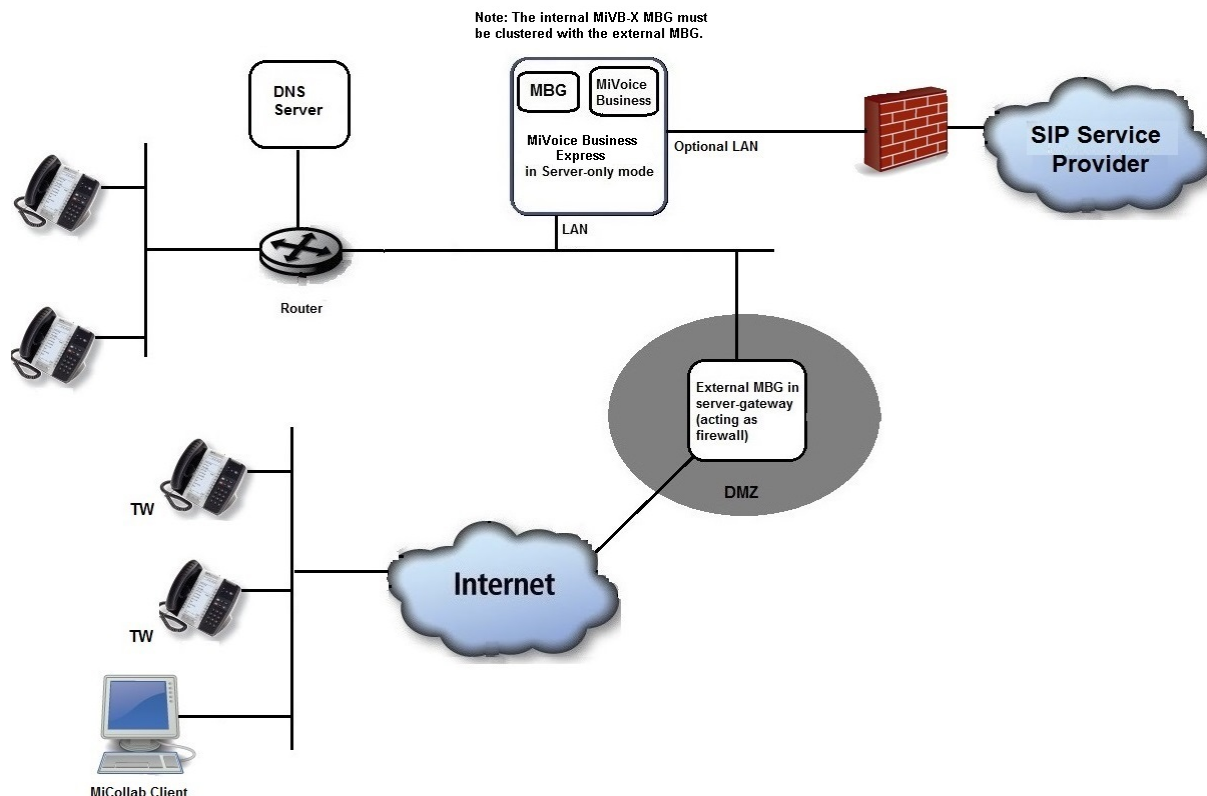 Note: The internal MiVB-X MBG must
be clustered with the external MBG.
DNS
Server
MBG
MiVoice
Business
MiVoice Business
Express
in Server-only mode
Optional LAN
SIP Service
Provider
LAN
Router
External MBG in
server-gateway
(acting as
firewall)
DMZ
TW
Internet
TW
MiCollab Client